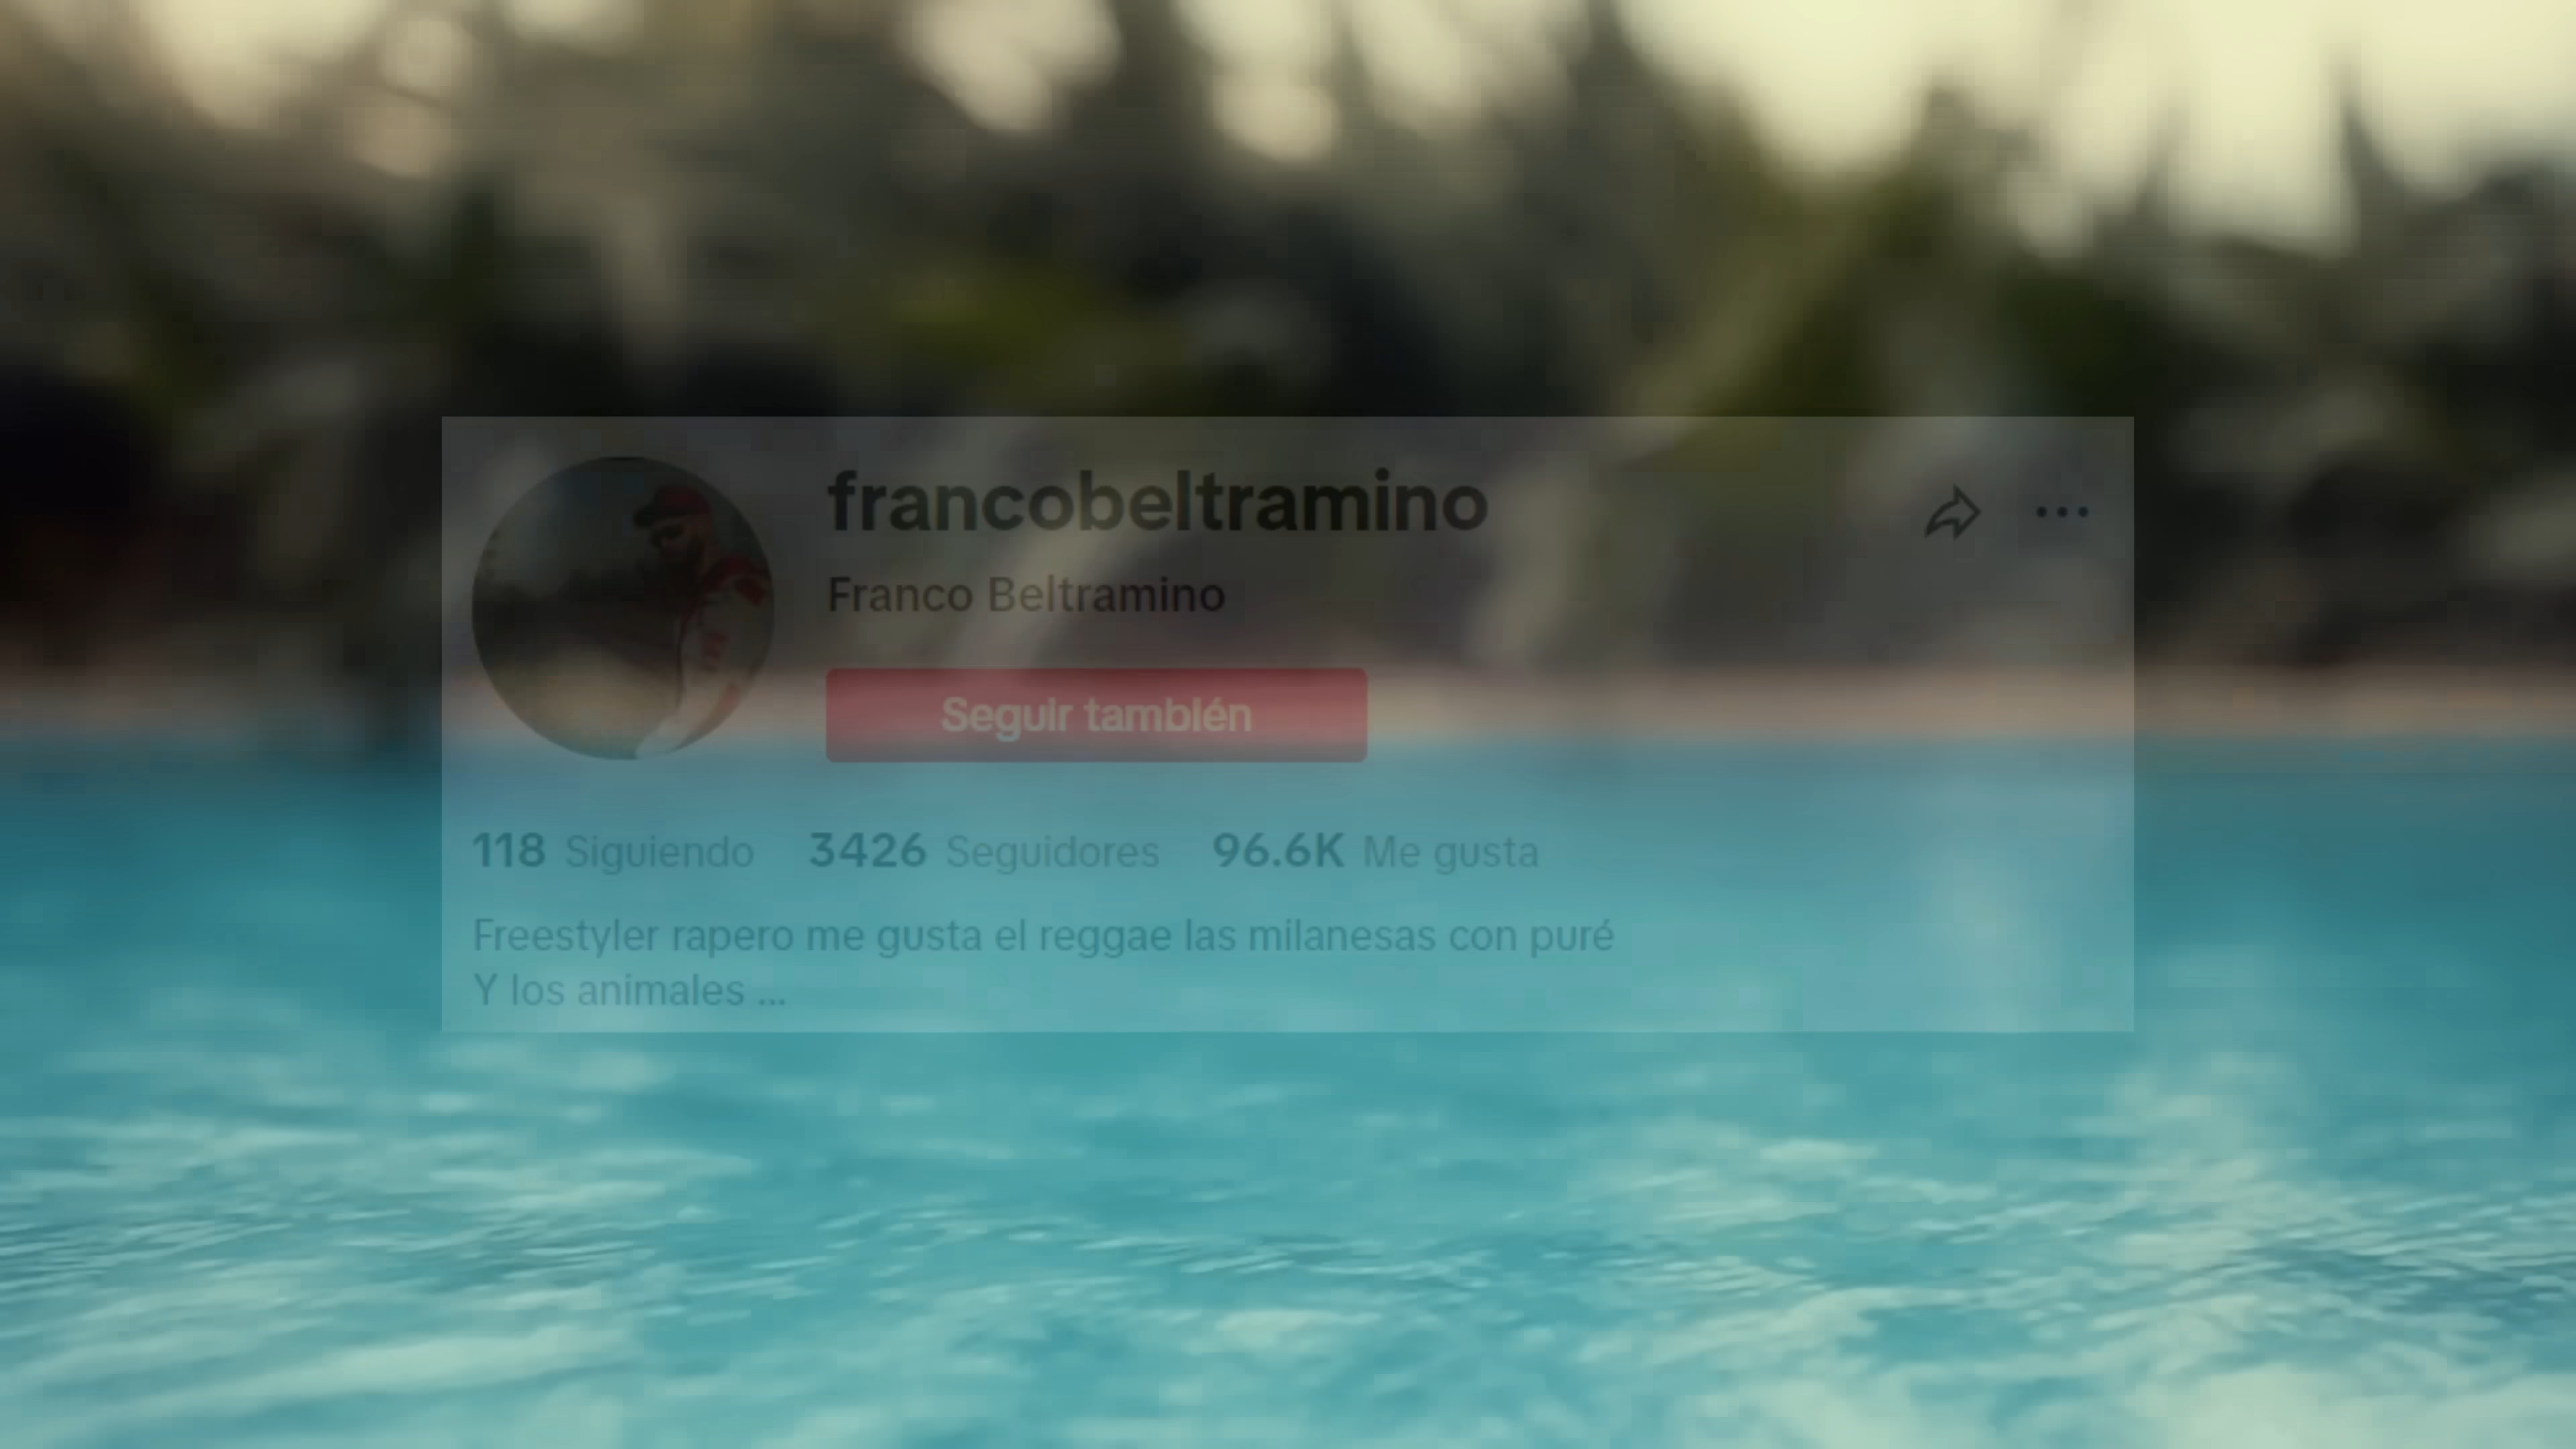 francobeltramino
Franco Beltramino
Seguir también
118 Siguiendo 3426 Seguidores 96.6K Me gusta
Freestyler rapero me gusta el reggae las milanesas con puré
Y los animales ...